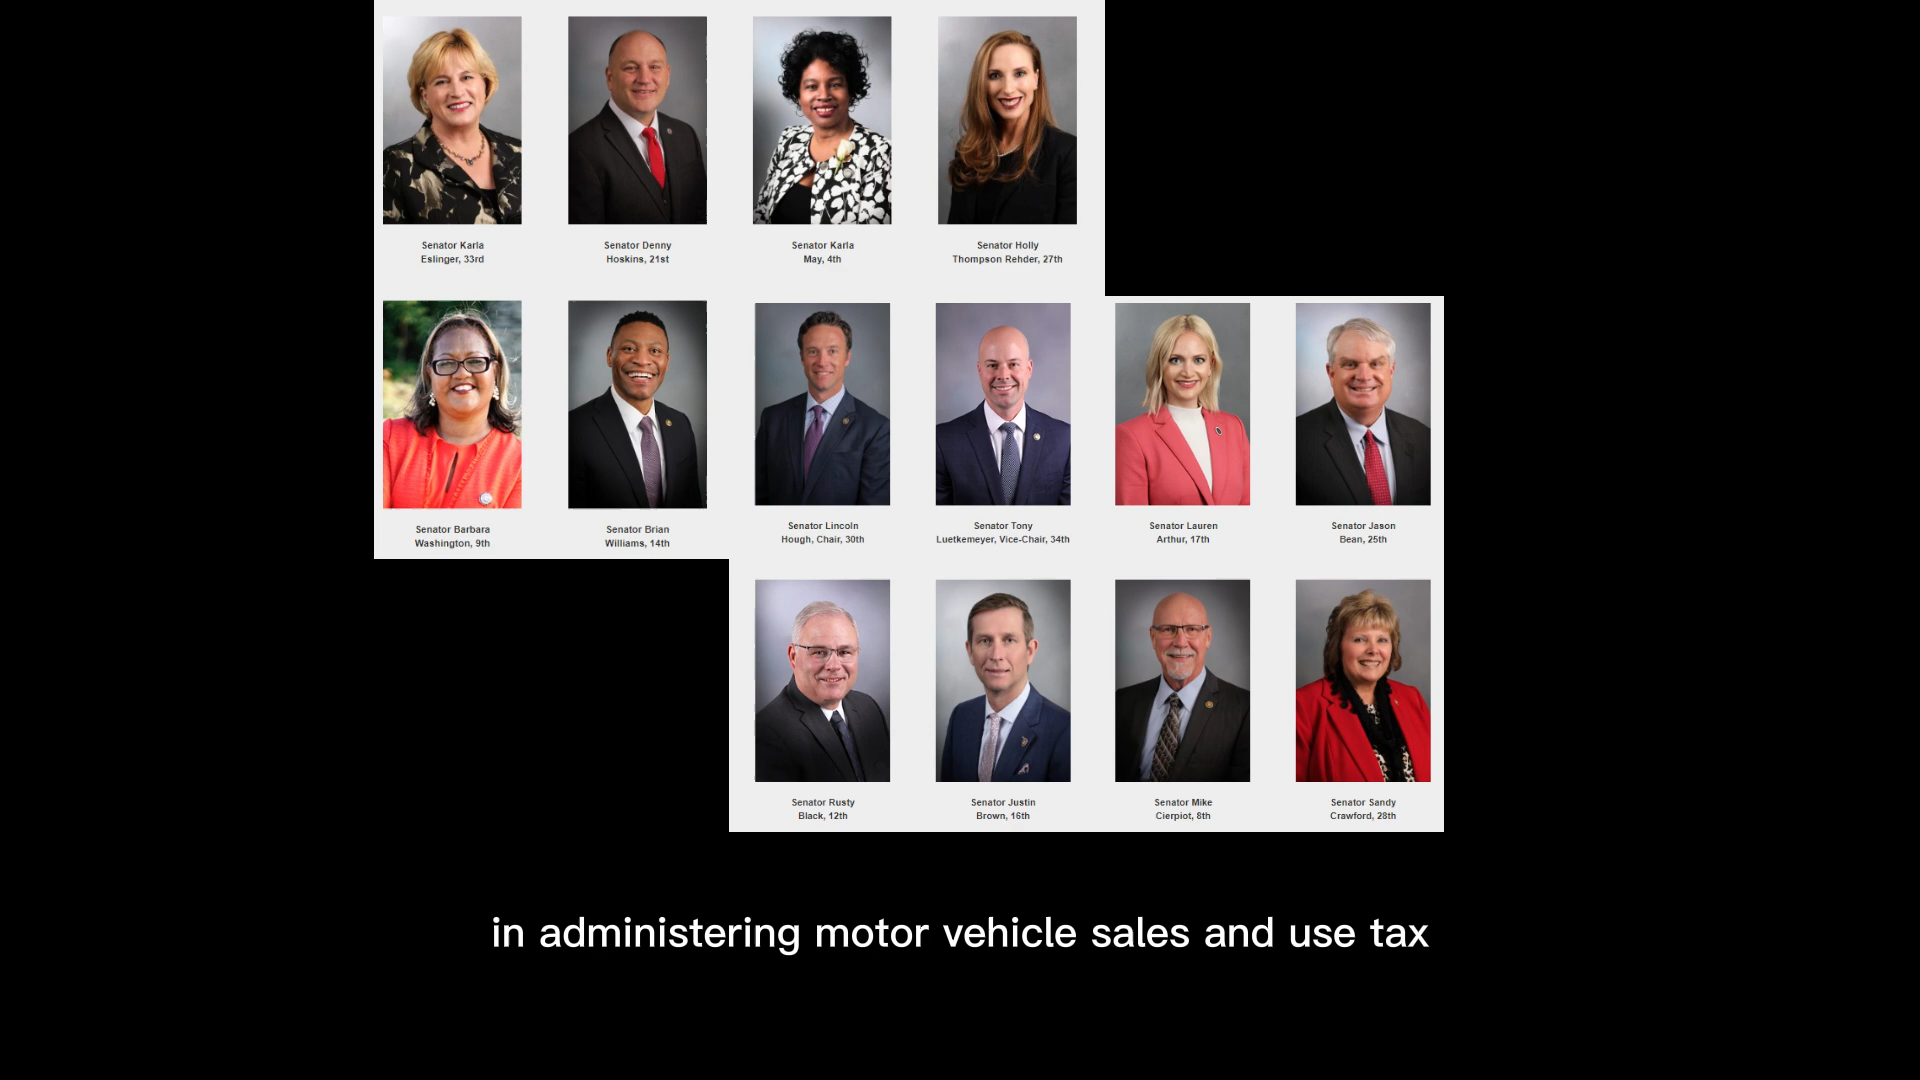 Senator Karla
Eslinger, 33rd
Senator Denny
Hoskins, 21st
Senator Karla
May, 4th
Senator Holly
Thompson Rehder, 27th
Senator Barbara
Washington, 9th
Senator Brian
Williams, 14th
Senator Lincoln
Hough, Chair, 30th
Senator Tony
Luetkemeyer, Vice-Chair, 34th
Senator Lauren
Arthur, 17th
Senator Jason
Bean, 25th
Senator Rusty
Black, 12th
Senator Justin
Brown, 16th
Senator Mike
Cierpiot, 8th
Senator Sandy
Crawford, 28th
in administering motor vehicle sales and use tax